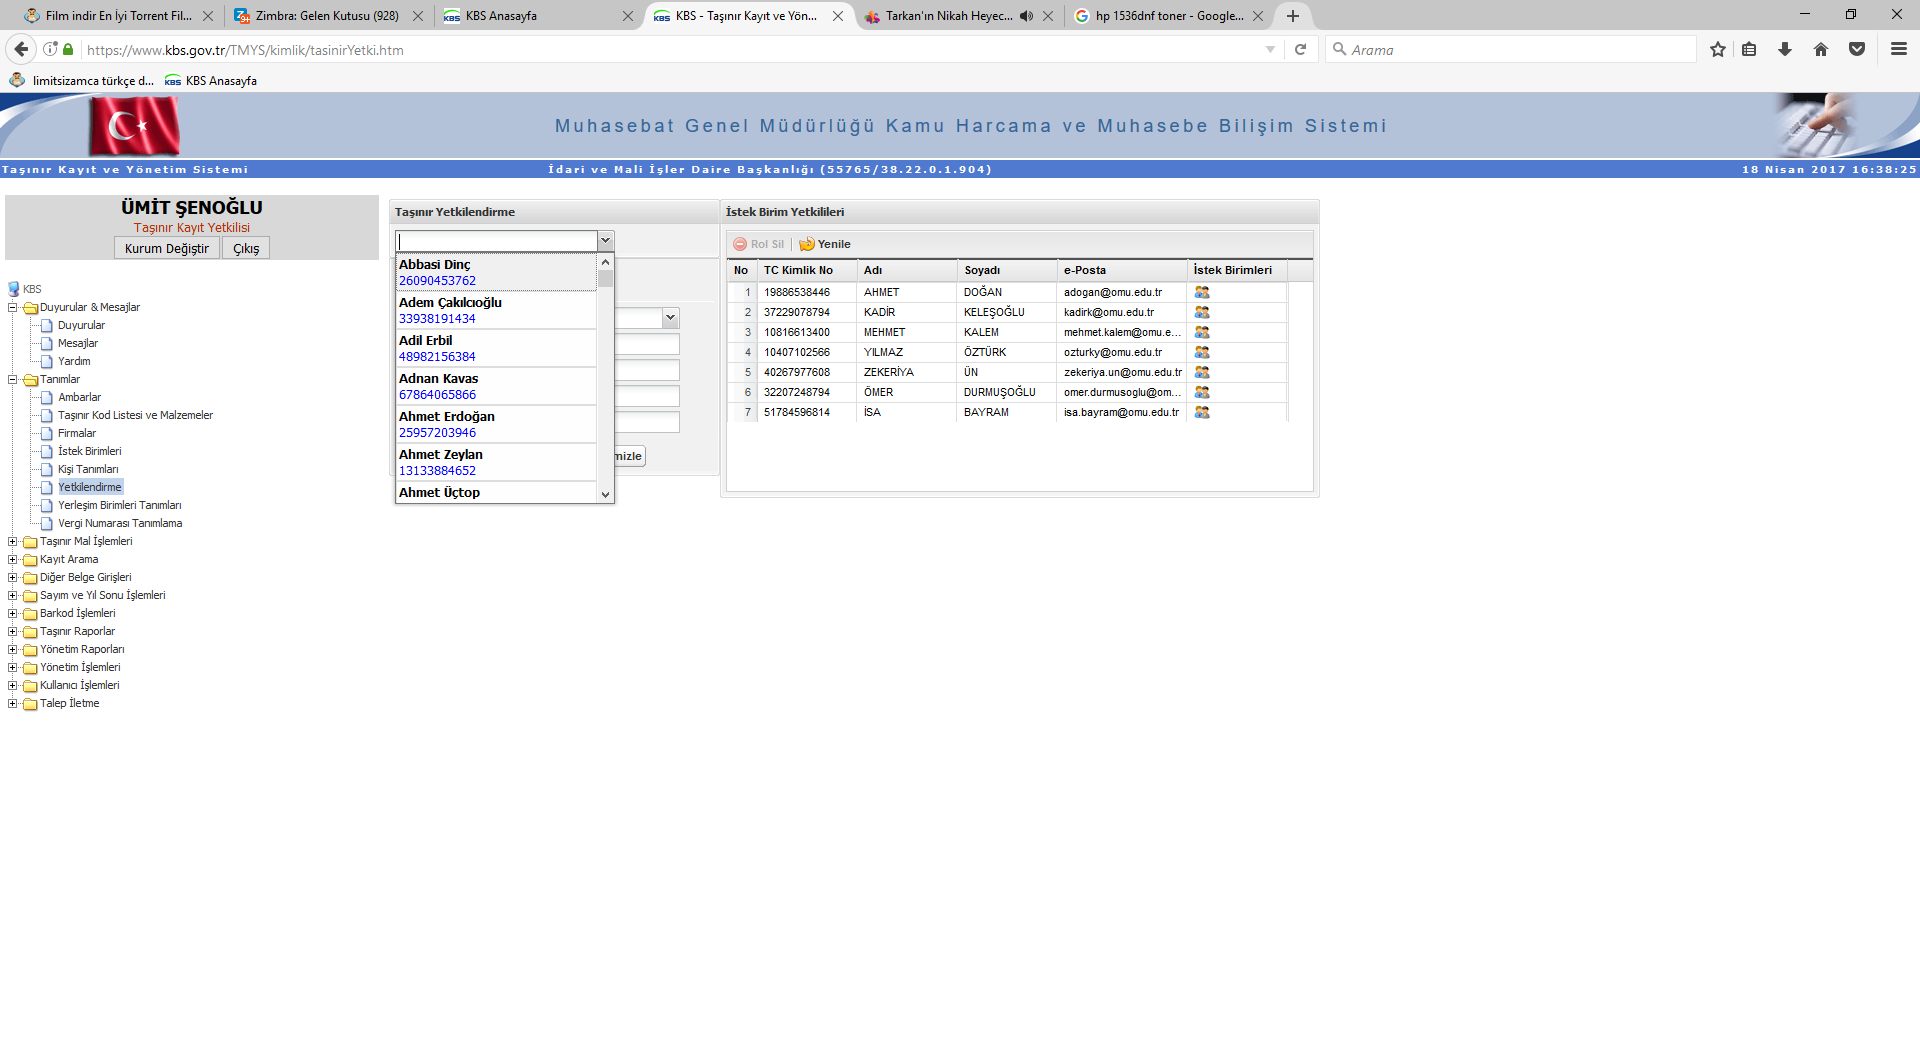 Film indir En İyi Torrent Fil...
Zimbra: Gelen Kutusu (928)
KBS Anasayfa
KBS - Taşınır Kayıt ve Yön...
Tarkan'ın Nikah Heyec...
hp 1536dnf toner - Google...
https://www.kbs.gov.tr/TMYS/kimlik/tasinirYetki.htm
Arama
limitsizamca türkçe d...
KBS Anasayfa
Muhasebat Genel Müdürlüğü Kamu Harcama ve Muhasebe Bilişim Sistemi
Taşınır Kayıt ve Yönetim Sistemi
İdari ve Mali İşler Daire Başkanlığı (55765/38.22.0.1.904)
18 Nisan 2017 16:38:25
ÜMİT ŞENOĞLU
Taşınır Kayıt Yetkilisi
Kurum Değiştir
Çıkış
KBS
Duyurular & Mesajlar
Duyurular
Mesajlar
Yardım
Tanımlar
Ambarlar
Taşınır Kod Listesi ve Malzemeler
Firmalar
İstek Birimleri
Kişi Tanımları
Yetkilendirme
Yerleşim Birimleri Tanımları
Vergi Numarası Tanımlama
Taşınır Mal İşlemleri
Kayıt Arama
Diğer Belge Girişleri
Sayım ve Yıl Sonu İşlemleri
Barkod İşlemleri
Taşınır Raporlar
Yönetim Raporları
Yönetim İşlemleri
Kullanıcı İşlemleri
Talep İletme
Taşınır Yetkilendirme
Abbasi Dinç
26090453762
Adem Çakılcıoğlu
33938191434
Adil Erbil
48982156384
Adnan Kavas
67864065866
Ahmet Erdoğan
25957203946
Ahmet Zeylan
13133884652
Ahmet Üçtop
mizle
İstek Birim Yetkilileri
Rol Sil
Yenile
No TC Kimlik No Adı Soyadı e-Posta İstek Birimleri
1 19886538446 AHMET DOĞAN adogan@omu.edu.tr
2 37229078794 KADİR KELEŞOĞLU kadirk@omu.edu.tr
3 10816613400 MEHMET KALEM mehmet.kalem@omu.e...
4 10407102566 YILMAZ ÖZTÜRK ozturky@omu.edu.tr
5 40267977608 ZEKERİYA ÜN zekeriya.un@omu.edu.tr
6 32207248794 ÖMER DURMUŞOĞLU omer.durmusoglu@om...
7 51784596814 İSA BAYRAM isa.bayram@omu.edu.tr